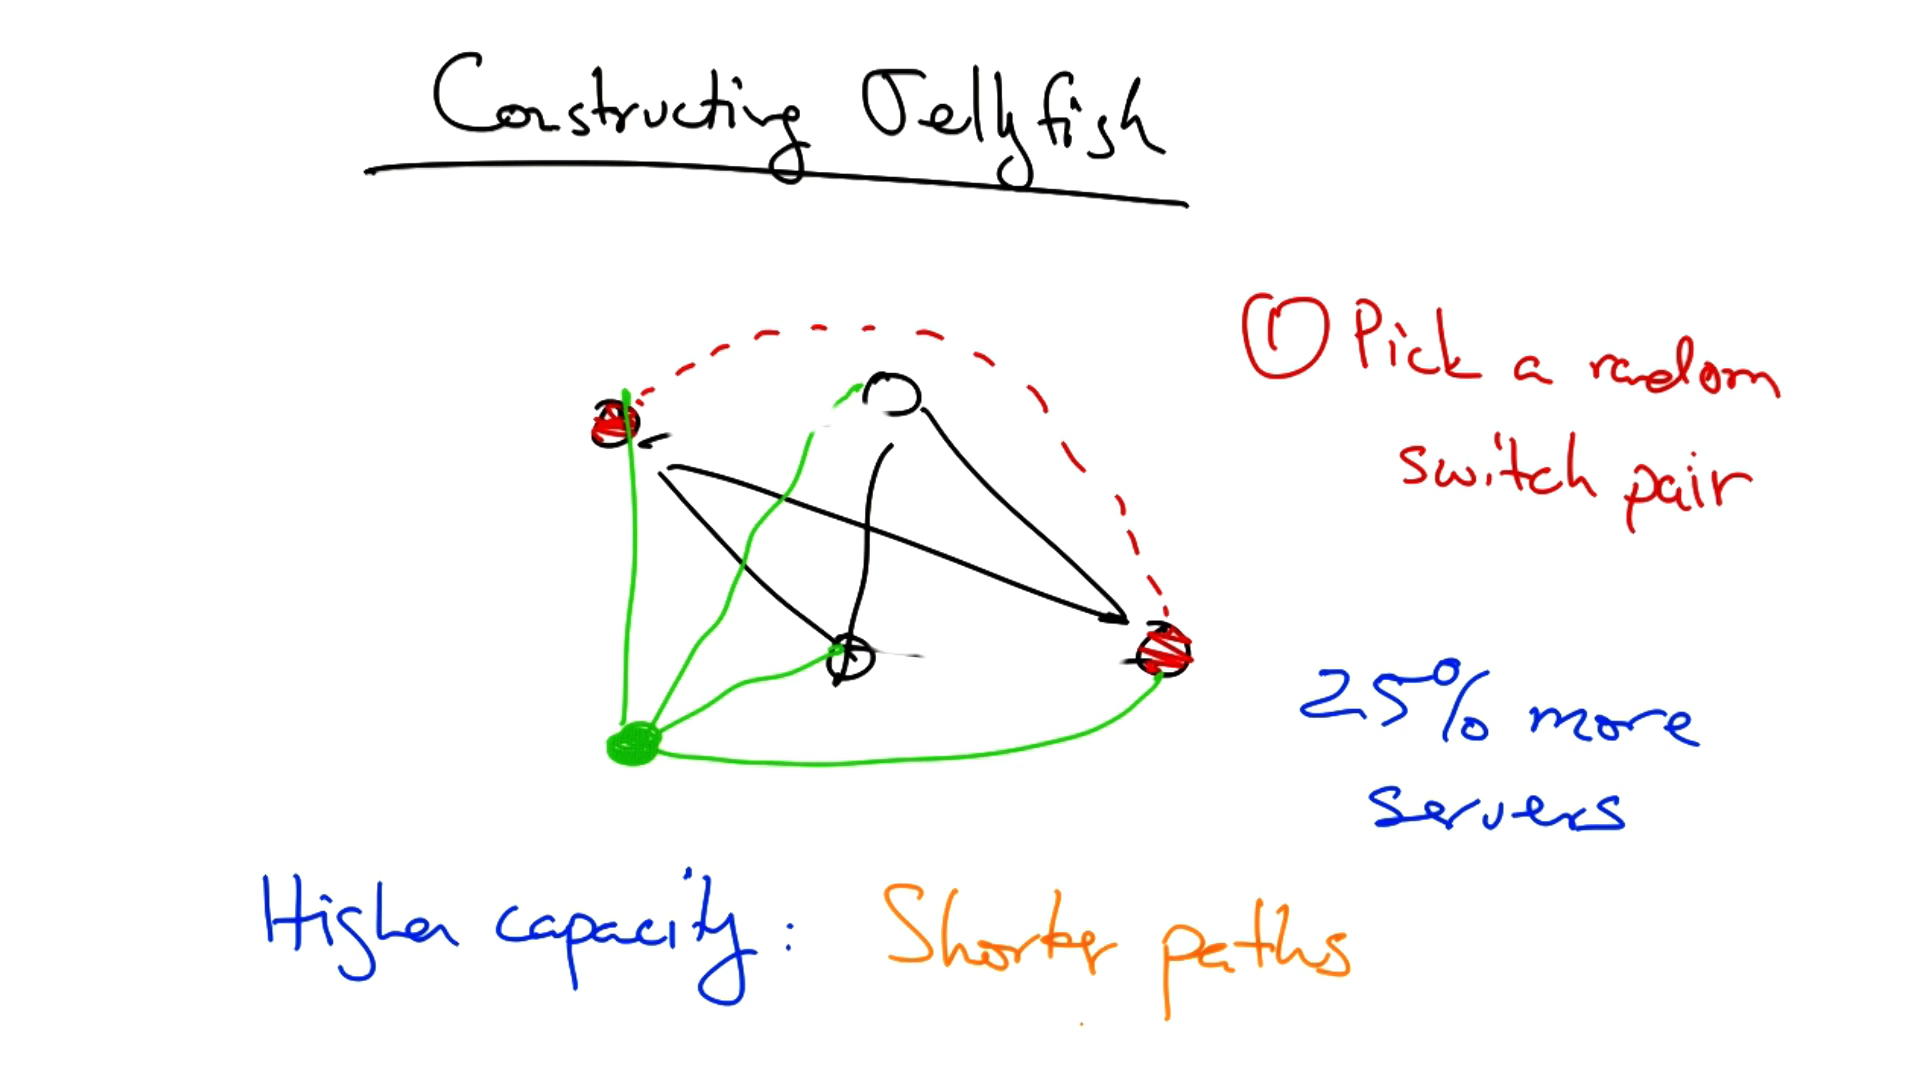 Constructing Jellyfish
① Pick a random
switch pair
25% more
servers
Higher capacity: Shorter paths